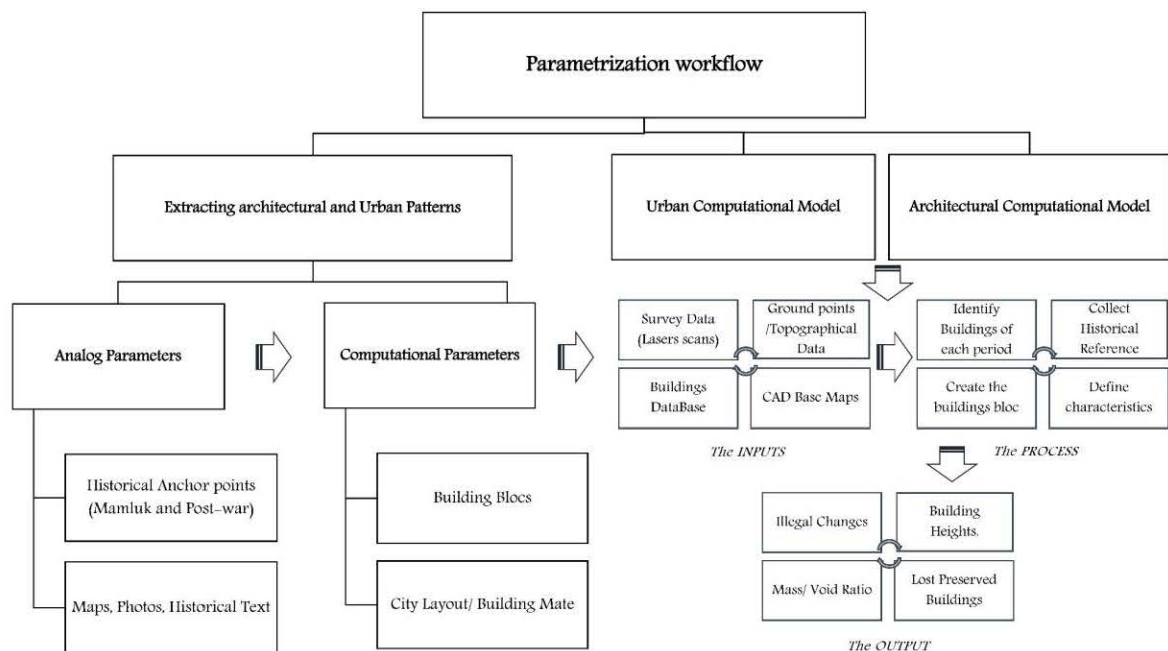 Parametrization workflow
Extracting architectural and Urban Patterns
Urban Computational Model
Architectural Computational Model
Analog Parameters
Computational Parameters
Historical Anchor points
(Mamluk and Post-war)
Maps, Photos, Historical Text
Building Blocs
City Layout/ Building Mate
Survey Data
(Lasers scans)
Ground points
/Topographical
Data
Buildings
DataBase
CAD Base Maps
The INPUTS
Identify
Buildings of
each period
Collect
Historical
Reference
Create the
buildings bloc
Define
characteristics
The PROCESS
Illegal Changes
Building
Heights.
Mass/ Void Ratio
Lost Preserved
Buildings
The OUTPUT